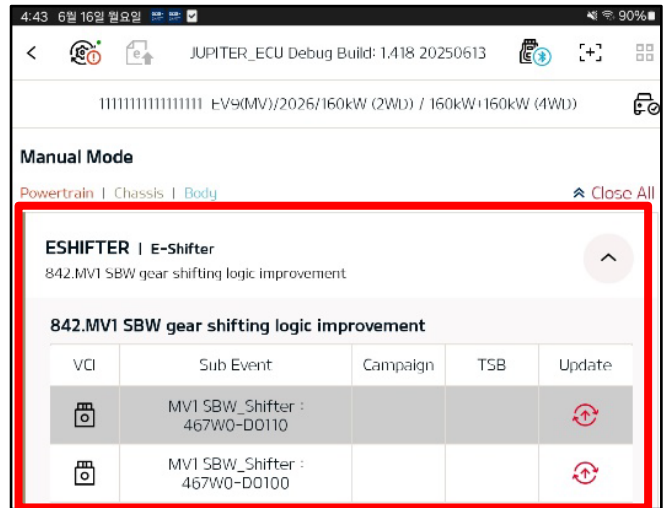 4:43 6월 16일 월요일
90%
JUPITER_ECU Debug Build: 1.418 20250613
11111111111111111 EV9(MV)/2026/160kW (2WD) / 160kW+160kW (4WD)
Manual Mode
Powertrain | Chassis | Body
Close All
ESHIFTER | E-Shifter
842.MV1 SBW gear shifting logic improvement
842.MV1 SBW gear shifting logic improvement
VCI Sub Event Campaign TSB Update
MV1 SBW_Shifter :
467W0-D0110
MV1 SBW_Shifter :
467W0-D0100